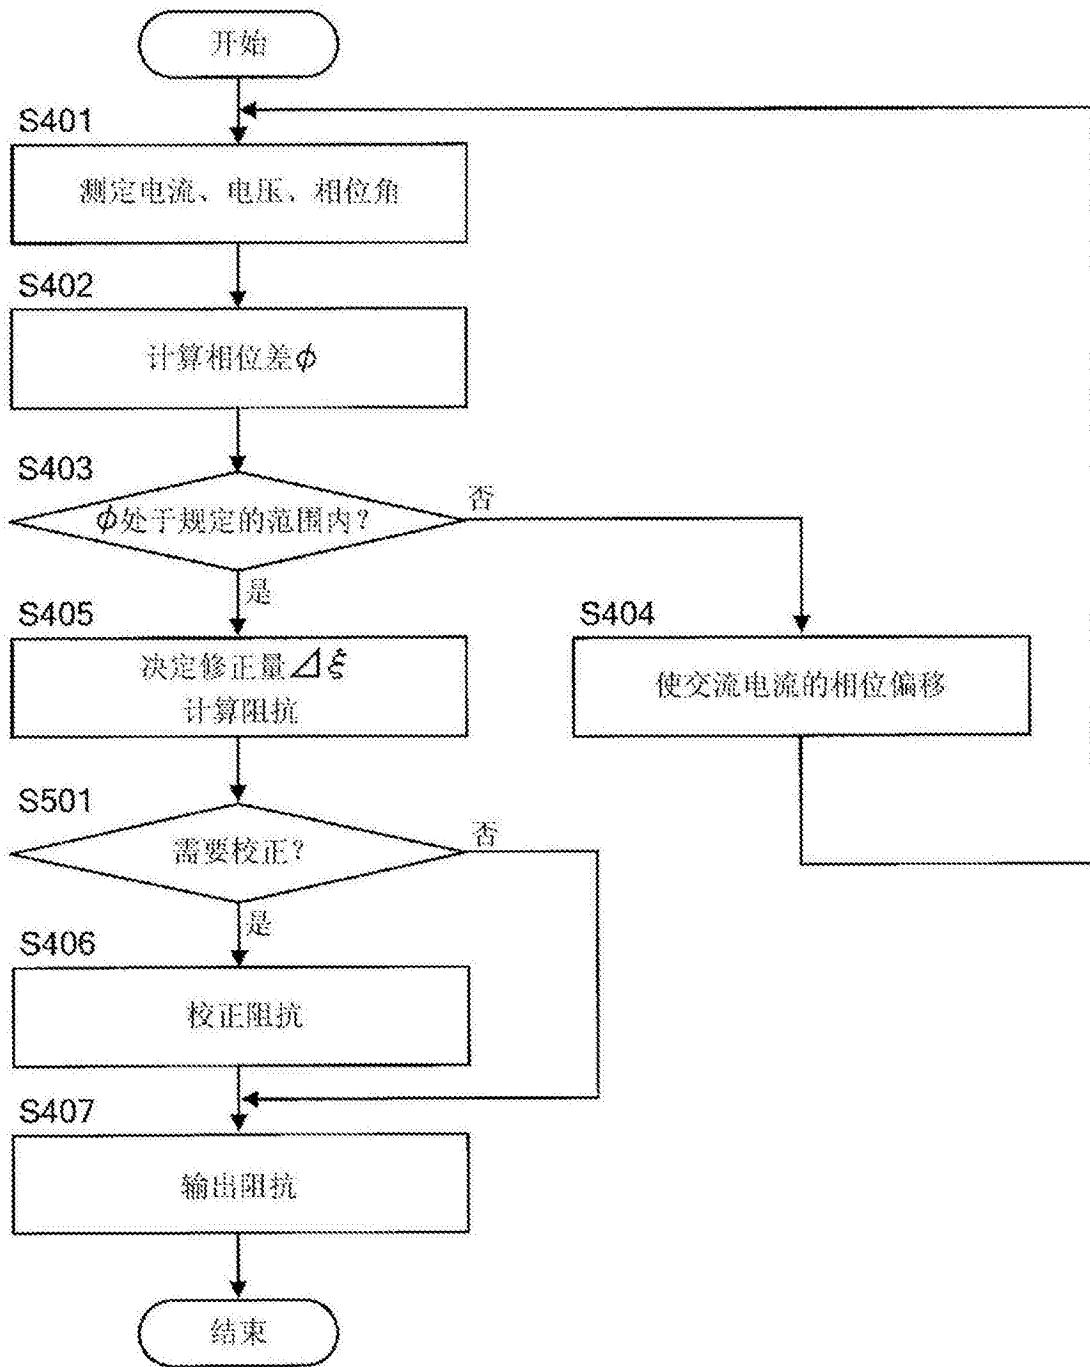 开始
S401
测定电流、电压、相位角
S402
计算相位差ϕ
S403
ϕ处于规定的范围内?
否
是
S405
决定修正量⊿ξ
计算阻抗
S404
使交流电流的相位偏移
S501
需要校正?
否
是
S406
校正阻抗
S407
输出阻抗
结束